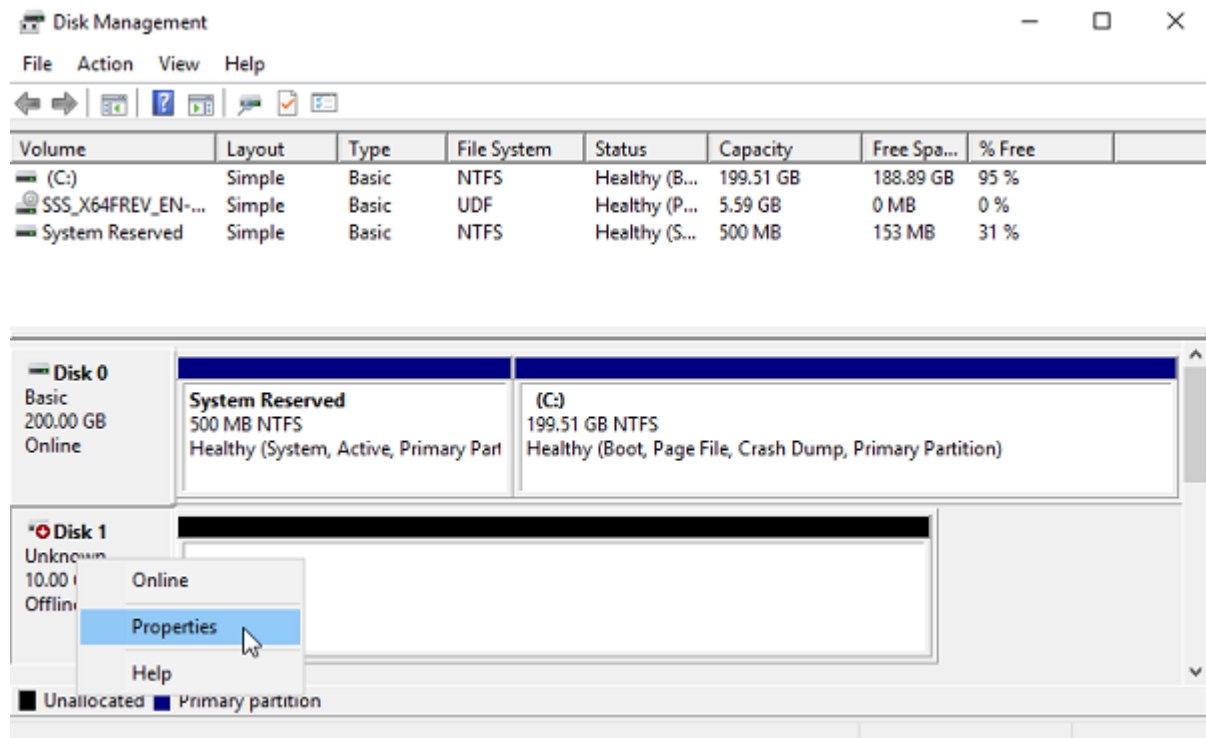 Disk Management
File Action View Help
Volume Layout Type File System Status Capacity Free Spa... % Free
(C:) Simple Basic NTFS Healthy (B... 199.51 GB 188.89 GB 95 %
SSS_X64FREV_EN-... Simple Basic UDF Healthy (P... 5.59 GB 0 MB 0 %
System Reserved Simple Basic NTFS Healthy (S... 500 MB 153 MB 31 %
Disk 0
Basic
200.00 GB
Online
System Reserved
500 MB NTFS
Healthy (System, Active, Primary Part
(C:)
199.51 GB NTFS
Healthy (Boot, Page File, Crash Dump, Primary Partition)
Disk 1
Unknown
10.00
Offline
Online
Properties
Help
Unallocated Primary partition